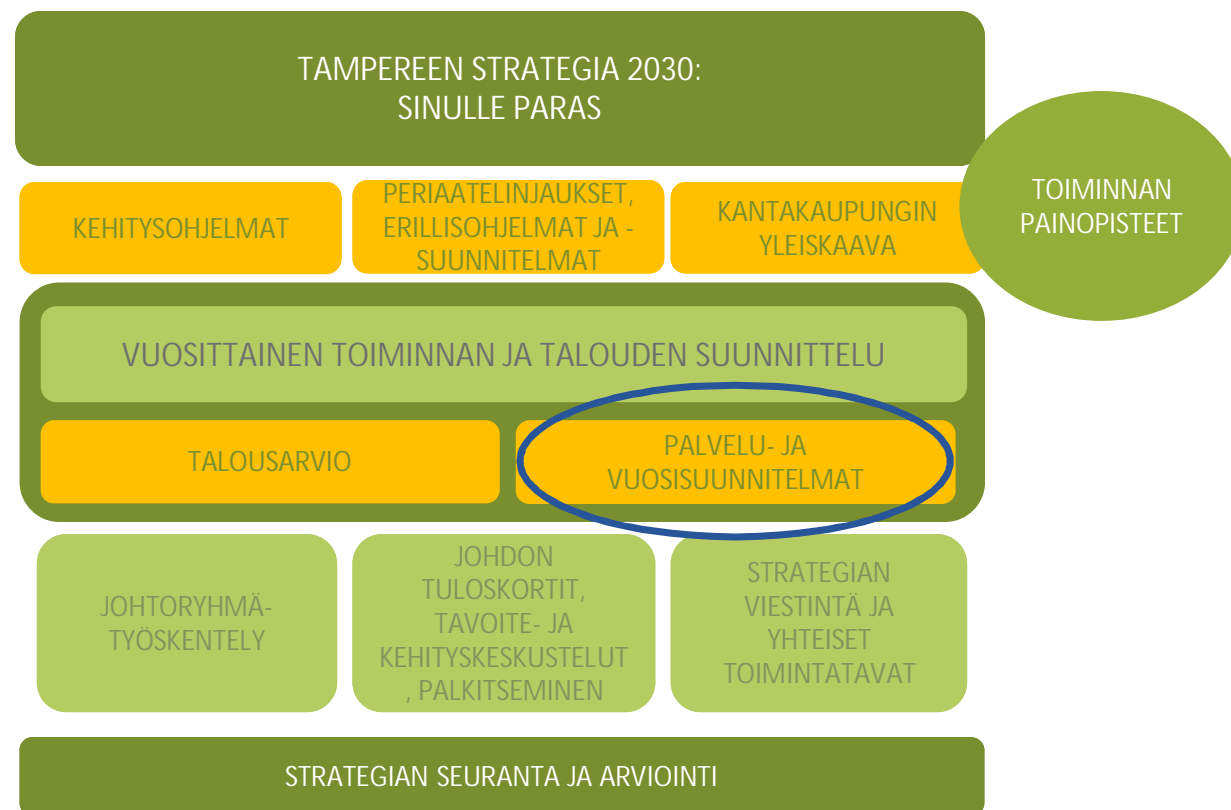 TAMPEREEN STRATEGIA 2030:
SINULLE PARAS
TOIMINNAN
PAINOPISTEET
KEHITYSOHJELMAT
PERIAATELINJAUKSET,
ERILLISOHJELMAT JA -
SUUNNITELMAT
KANTAKAUPUNGIN
YLEISKAAVA
VUOSITTAINEN TOIMINNAN JA TALOUDEN SUUNNITTELU
TALOUSARVIO
PALVELU- JA
VUOSISUUNNITELMAT
JOHTORYHMÄ-
TYÖSKENTELY
JOHDON
TULOSKORTIT,
TAVOITE- JA
KEHITYSKESKUSTELUT
, PALKITSEMINEN
STRATEGIAN
VIESTINTÄ JA
YHTEISET
TOIMINTATAVAT
STRATEGIAN SEURANTA JA ARVIOINTI